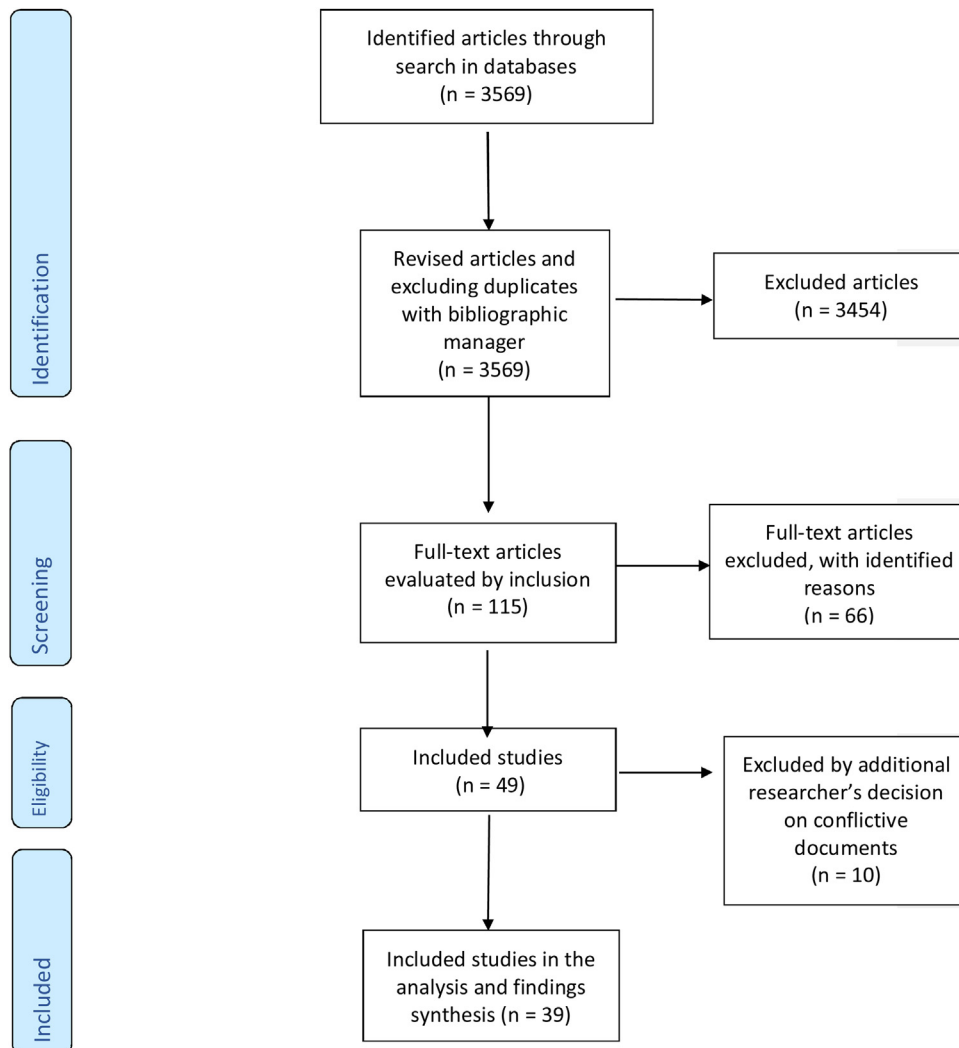 Identification
Identified articles through
search in databases
(n = 3569)
Revised articles and
excluding duplicates
with bibliographic
manager
(n = 3569)
Excluded articles
(n = 3454)
Screening
Full-text articles
evaluated by inclusion
(n = 115)
Full-text articles
excluded, with identified
reasons
(n = 66)
Eligibility
Included studies
(n = 49)
Excluded by additional
researcher’s decision
on conflictive
documents
(n = 10)
Included
Included studies in the
analysis and findings
synthesis (n = 39)